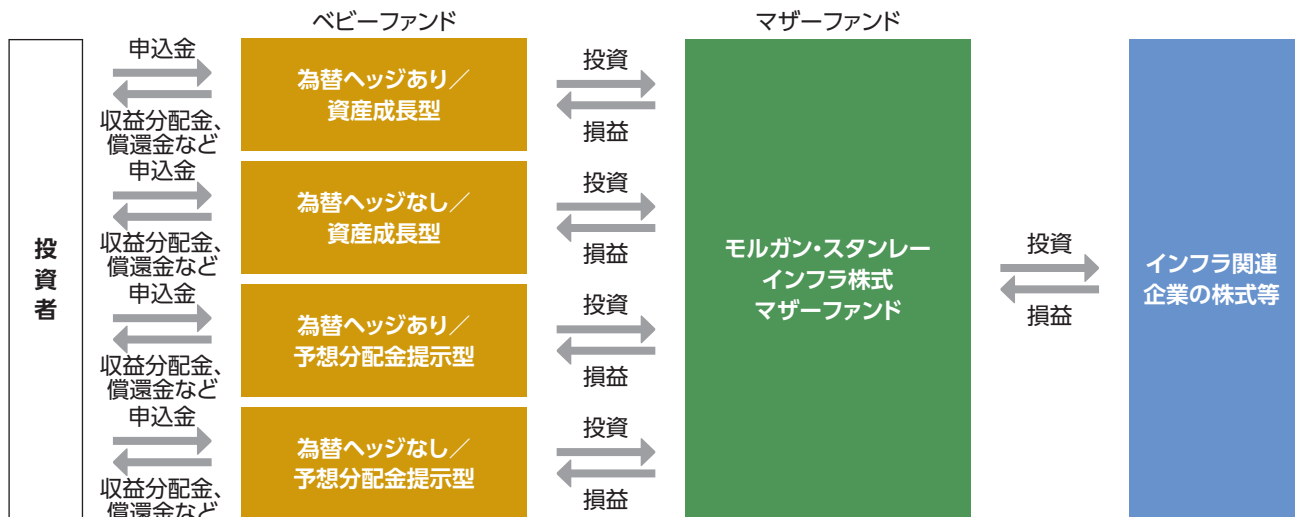 ベビーファンド
マザーファンド
投資者
申込金
収益分配金、
償還金など
為替ヘッジあり／
資産成長型
投資
損益
申込金
収益分配金、
償還金など
為替ヘッジなし／
資産成長型
投資
損益
申込金
収益分配金、
償還金など
為替ヘッジあり／
予想分配金提示型
投資
損益
申込金
収益分配金、
償還金など
為替ヘッジなし／
予想分配金提示型
投資
損益
モルガン・スタンレー
インフラ株式
マザーファンド
投資
損益
インフラ関連
企業の株式等